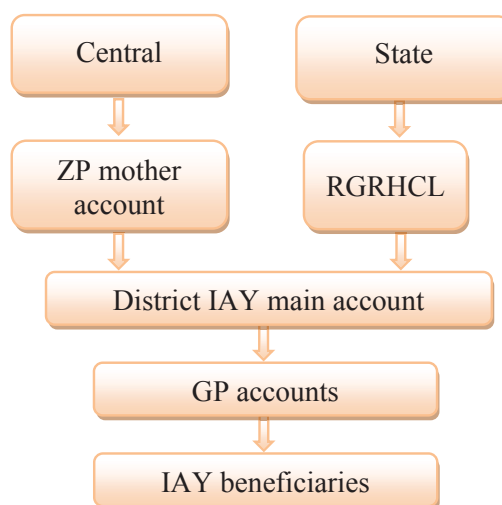 Central
State
ZP mother
account
RGRHCL
District IAY main account
GP accounts
IAY beneficiaries